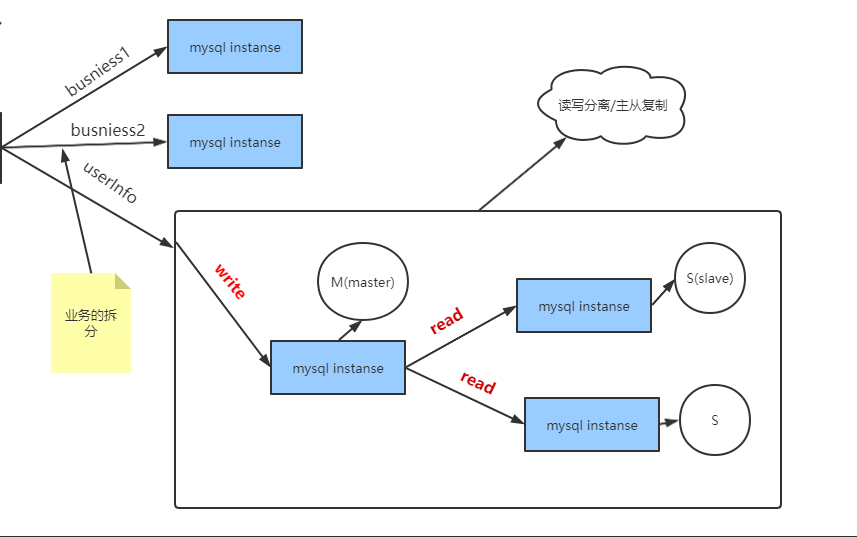 mysql instanse
busniess1
busniess2
mysql instanse
读写分离/主从复制
userInfo
业务的拆
分
write
M(master)
S(slave)
mysql instanse
read
mysql instanse
read
mysql instanse
S